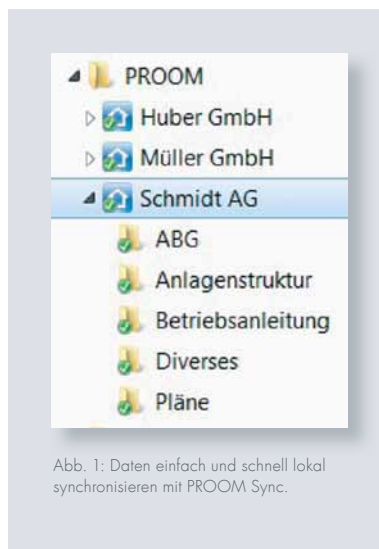 PROOM
Huber GmbH
Müller GmbH
Schmidt AG
ABG
Anlagenstruktur
Betriebsanleitung
Diverses
Pläne
Abb. 1: Daten einfach und schnell lokal
synchronisieren mit PROOM Sync.